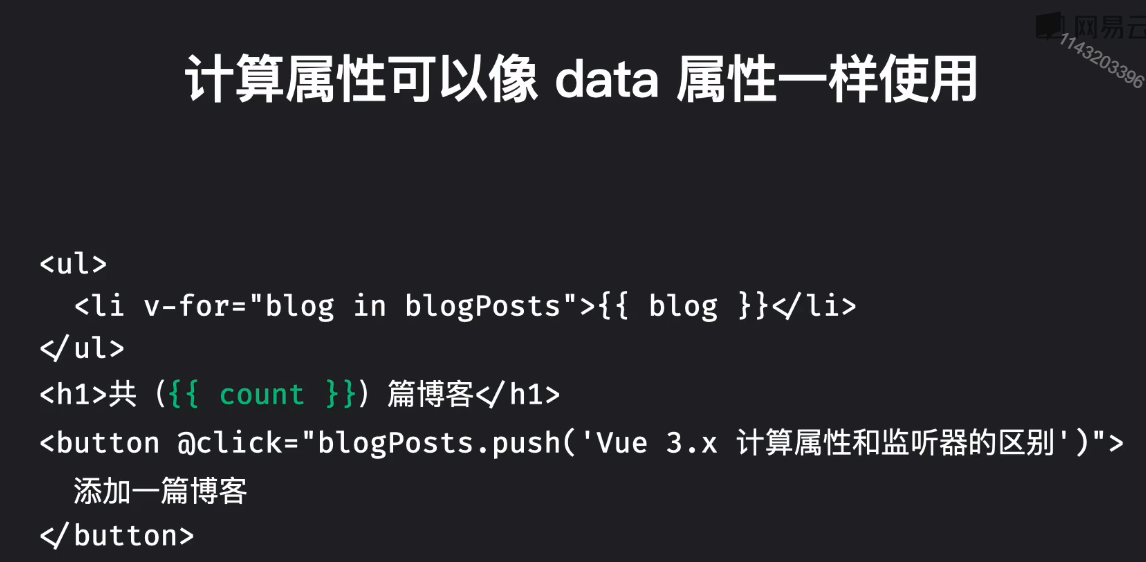 网易云
11143203396
计算属性可以像 data 属性一样使用
<ul>
<li v-for="blog in blogPosts">{{ blog }}</li>
</ul>
<h1>共（{{ count }}）篇博客</h1>
<button @click="blogPosts.push('Vue 3.x 计算属性和监听器的区别')">
添加一篇博客
</button>